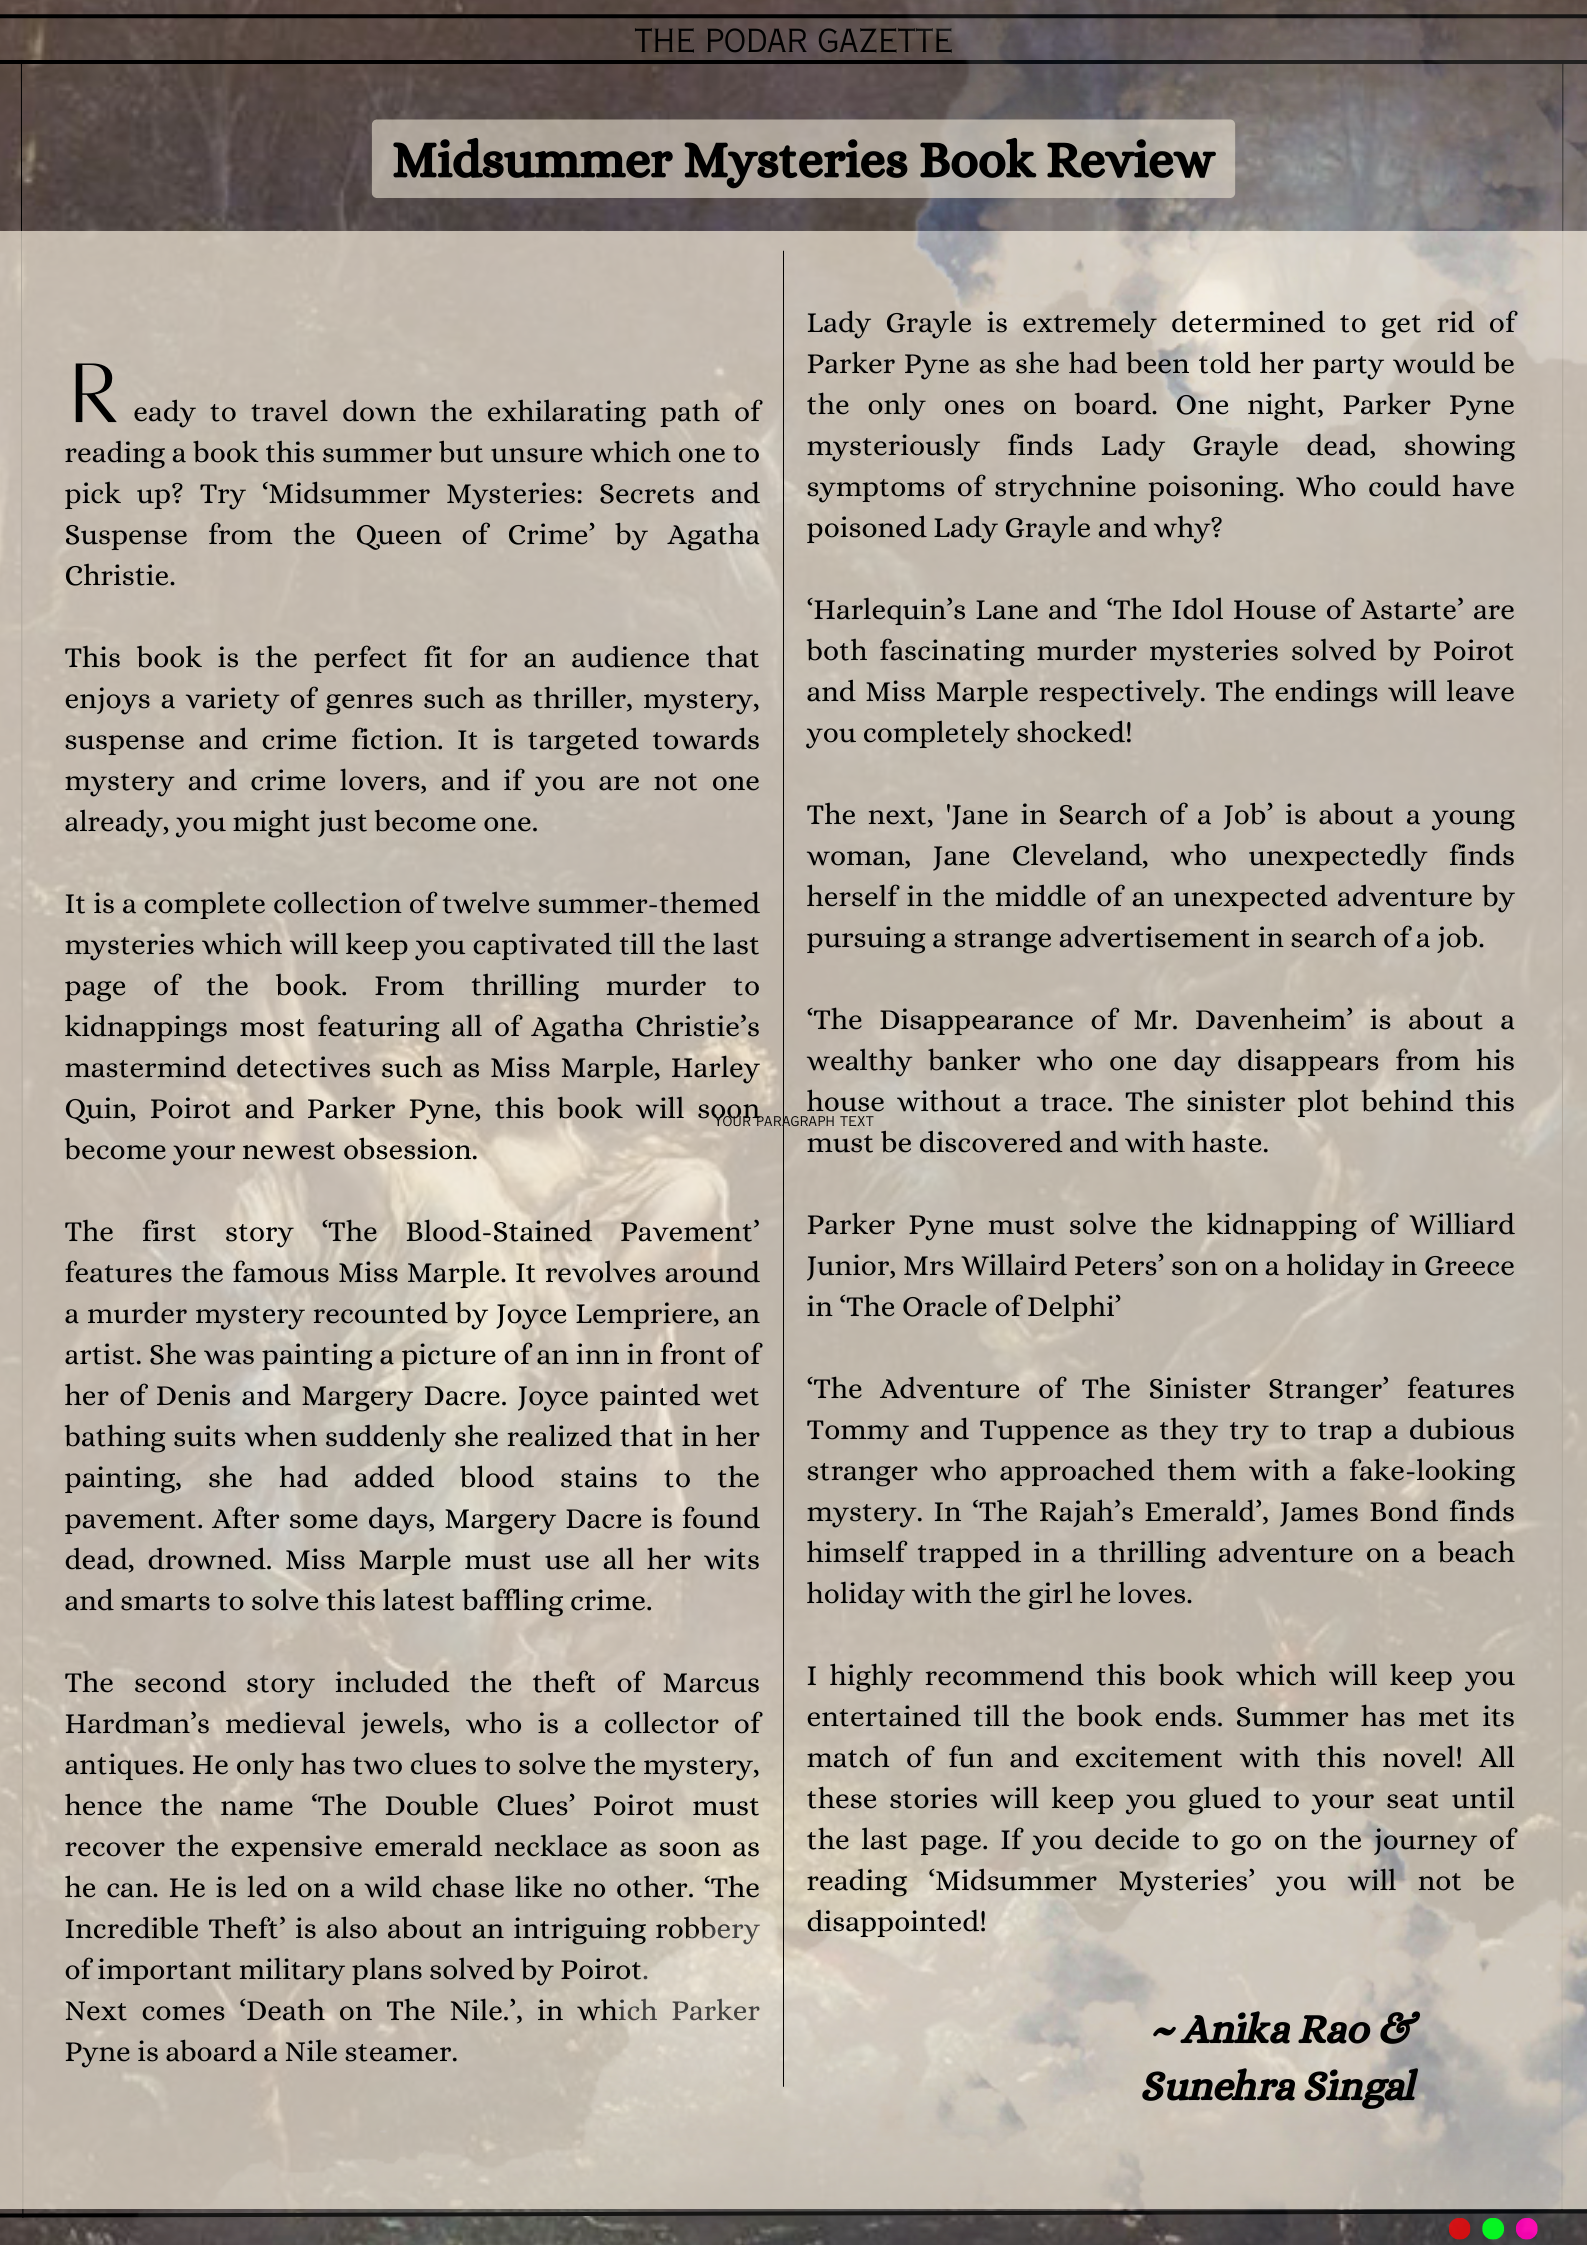 THE PODAR GAZETTE
Midsummer Mysteries Book Review
Ready to travel down the exhilarating path of
reading a book this summer but unsure which one to
pick up? Try ‘Midsummer Mysteries: Secrets and
Suspense from the Queen of Crime’ by Agatha
Christie.
This book is the perfect fit for an audience that
enjoys a variety of genres such as thriller, mystery,
suspense and crime fiction. It is targeted towards
mystery and crime lovers, and if you are not one
already, you might just become one.
It is a complete collection of twelve summer-themed
mysteries which will keep you captivated till the last
page of the book. From thrilling murder to
kidnappings most featuring all of Agatha Christie’s
mastermind detectives such as Miss Marple, Harley
Quin, Poirot and Parker Pyne, this book will soon
become your newest obsession.
The first story ‘The Blood-Stained Pavement’
features the famous Miss Marple. It revolves around
a murder mystery recounted by Joyce Lempriere, an
artist. She was painting a picture of an inn in front of
her of Denis and Margery Dacre. Joyce painted wet
bathing suits when suddenly she realized that in her
painting, she had added blood stains to the
pavement. After some days, Margery Dacre is found
dead, drowned. Miss Marple must use all her wits
and smarts to solve this latest baffling crime.
The second story included the theft of Marcus
Hardman’s medieval jewels, who is a collector of
antiques. He only has two clues to solve the mystery,
hence the name ‘The Double Clues’ Poirot must
recover the expensive emerald necklace as soon as
he can. He is led on a wild chase like no other. ‘The
Incredible Theft’ is also about an intriguing robbery
of important military plans solved by Poirot.
Next comes ‘Death on The Nile.’, in which Parker
Pyne is aboard a Nile steamer.
YOUR PARAGRAPH TEXT
Lady Grayle is extremely determined to get rid of
Parker Pyne as she had been told her party would be
the only ones on board. One night, Parker Pyne
mysteriously finds Lady Grayle dead, showing
symptoms of strychnine poisoning. Who could have
poisoned Lady Grayle and why?
‘Harlequin’s Lane and ‘The Idol House of Astarte’ are
both fascinating murder mysteries solved by Poirot
and Miss Marple respectively. The endings will leave
you completely shocked!
The next, 'Jane in Search of a Job’ is about a young
woman, Jane Cleveland, who unexpectedly finds
herself in the middle of an unexpected adventure by
pursuing a strange advertisement in search of a job.
‘The Disappearance of Mr. Davenheim’ is about a
wealthy banker who one day disappears from his
house without a trace. The sinister plot behind this
must be discovered and with haste.
Parker Pyne must solve the kidnapping of Williard
Junior, Mrs Willaird Peters’ son on a holiday in Greece
in ‘The Oracle of Delphi’
‘The Adventure of The Sinister Stranger’ features
Tommy and Tuppence as they try to trap a dubious
stranger who approached them with a fake-looking
mystery. In ‘The Rajah’s Emerald’, James Bond finds
himself trapped in a thrilling adventure on a beach
holiday with the girl he loves.
I highly recommend this book which will keep you
entertained till the book ends. Summer has met its
match of fun and excitement with this novel! All
these stories will keep you glued to your seat until
the last page. If you decide to go on the journey of
reading ‘Midsummer Mysteries’ you will not be
disappointed!
~ Anika Rao &
Sunehra Singal